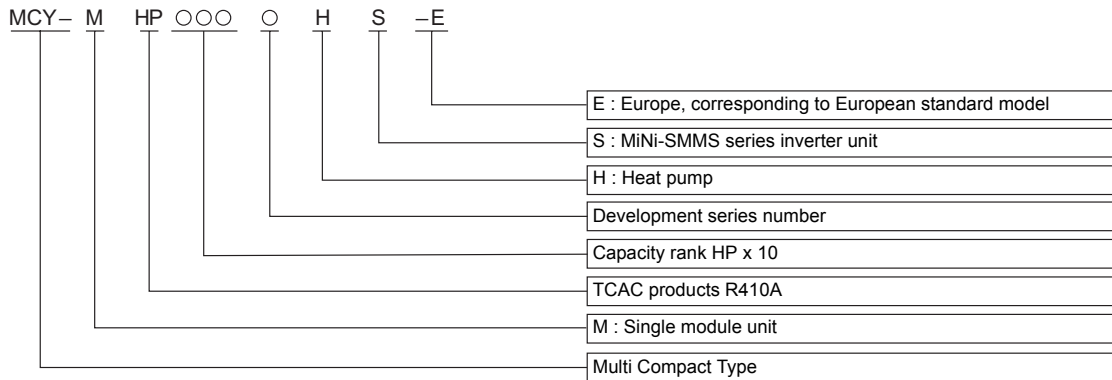 MCY– M HP ○○○ ○ H S –E
E : Europe, corresponding to European standard model
S : MiNi-SMMS series inverter unit
H : Heat pump
Development series number
Capacity rank HP x 10
TCAC products R410A
M : Single module unit
Multi Compact Type